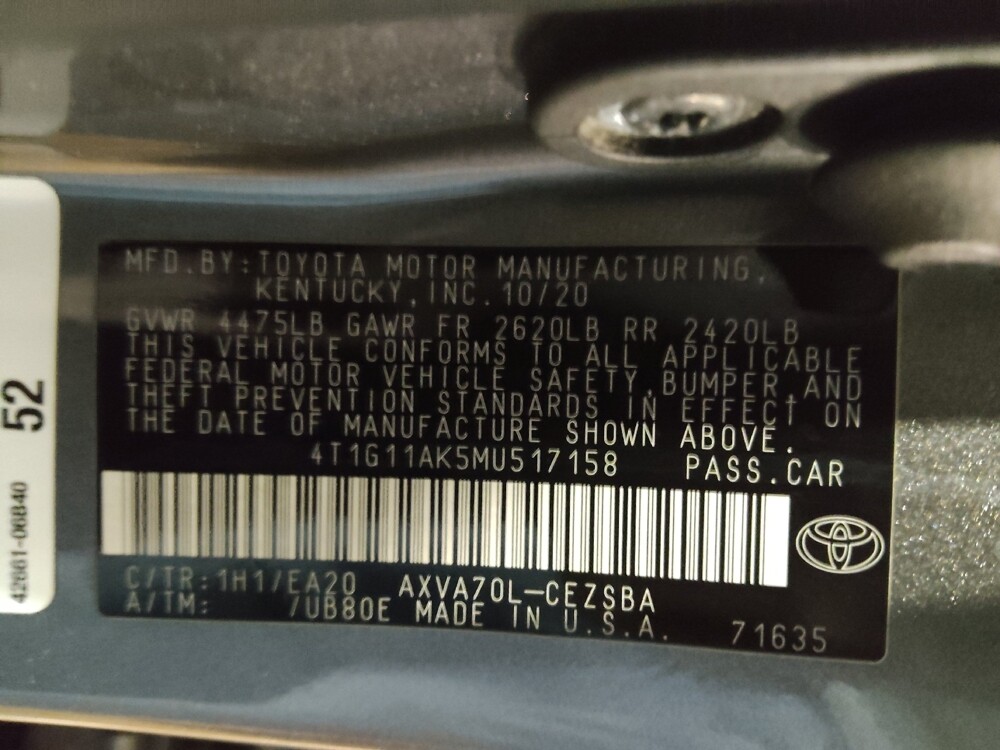 MFD.BY:TOYOTA MOTOR MANUFACTURING,
KENTUCKY,INC.10/20
GVWR 4475LB GAWR FR 2620LB RR 2420LB
THIS VEHICLE CONFORMS TO ALL APPLICABLE
FEDERAL MOTOR VEHICLE SAFETY,BUMPER,AND
THEFT PREVENTION STANDARDS IN EFFECT ON
THE DATE OF MANUFACTURE SHOWN ABOVE.
4T1G11AK5MU517158 PASS.CAR
C/TR:1H1/EA20 AXVA70L-CEZSBA
A/TM: /UB80E MADE IN U.S.A. 71635
52
42661-06B40